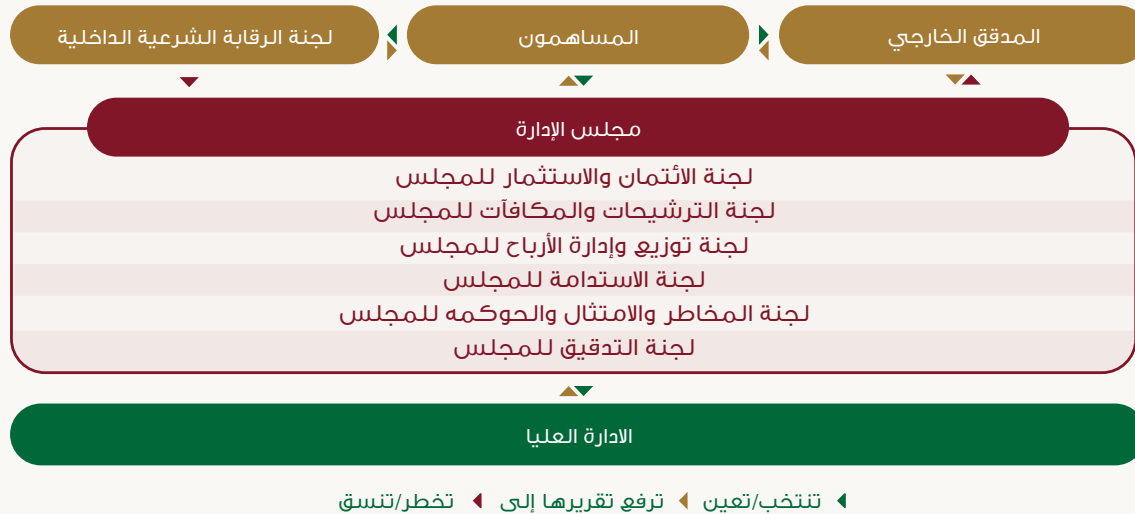 المدقق الخارجي
المساهمون
لجنة الرقابة الشرعية الداخلية
مجلس الإدارة
لجنة الائتمان والاستثمار للمجلس
لجنة الترشيحات والمكافآت للمجلس
لجنة توزيع وإدارة الأرباح للمجلس
لجنة الاستدامة للمجلس
لجنة المخاطر والامتثال والحوكمه للمجلس
لجنة التدقيق للمجلس
الادارة العليا
تنتخب/تعين ترفع تقريرها إلى تخطر/تنسق